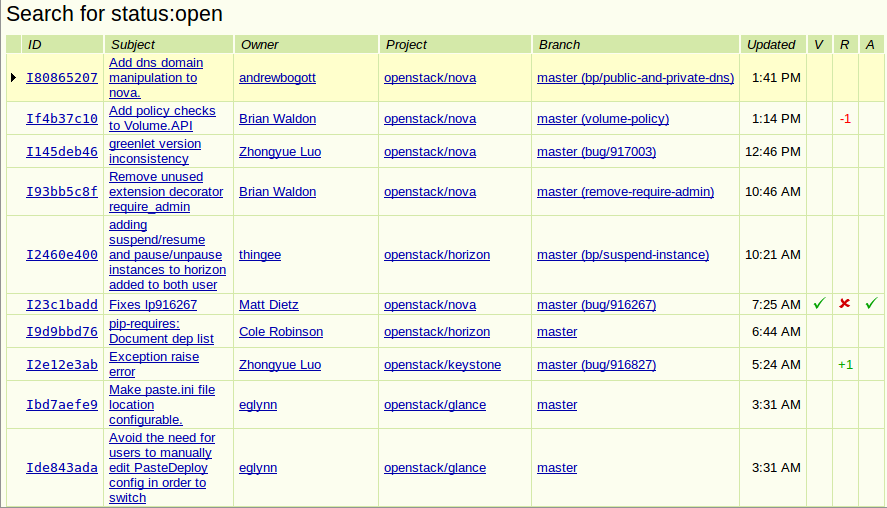 Search for status:open
ID Subject Owner Project Branch Updated V R A
I80865207 Add dns domain manipulation to nova. andrewbogott openstack/nova master (bp/public-and-private-dns) 1:41 PM
If4b37c10 Add policy checks to Volume.API Brian Waldon openstack/nova master (volume-policy) 1:14 PM -1
I145deb46 greenlet version inconsistency Zhongyue Luo openstack/nova master (bug/917003) 12:46 PM
I93bb5c8f Remove unused extension decorator require_admin Brian Waldon openstack/nova master (remove-require-admin) 10:46 AM
I2460e400 adding suspend/resume and pause/unpause instances to horizon added to both user thingee openstack/horizon master (bp/suspend-instance) 10:21 AM
I23c1badd Fixes lp916267 Matt Dietz openstack/nova master (bug/916267) 7:25 AM ✓ ✗ ✓
I9d9bbd76 pip-requires: Document dep list Cole Robinson openstack/horizon master 6:44 AM
I2e12e3ab Exception raise error Zhongyue Luo openstack/keystone master (bug/916827) 5:24 AM +1
Ibd7aefe9 Make paste.ini file location configurable. eglynn openstack/glance master 3:31 AM
Ide843ada Avoid the need for users to manually edit PasteDeploy config in order to switch eglynn openstack/glance master 3:31 AM